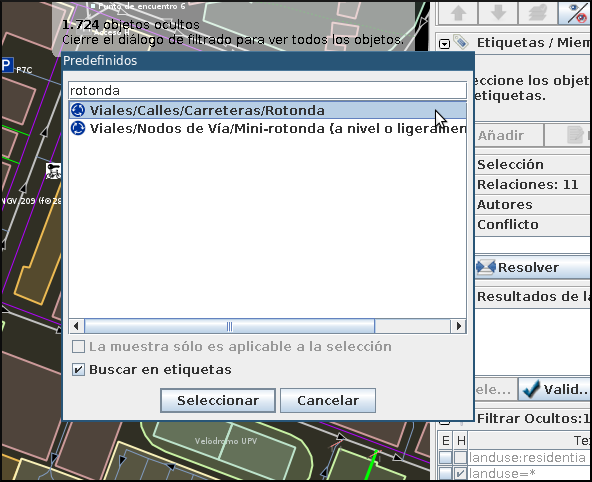 Punto de encuentro 6
1.724 objetos ocultos
Cierre el diálogo de filtrado para ver todos los objetos.
Predefinidos
rotonda
Viales/Calles/Carreteras/Rotonda
Viales/Nodos de Vía/Mini-rotonda (a nivel o ligeramen
La muestra sólo es aplicable a la selección
Buscar en etiquetas
Seleccionar
Cancelar
P
P7C
Velódromo UPV
Etiquetas / Miem
eccione los objet
etiquetas.
Añadir
Selección
Relaciones: 11
Autores
Conflicto
Resolver
Resultados de la
ele...
Valid..
Filtrar Ocultos:1
E
H
Te
landuse:residentia
landuse=*